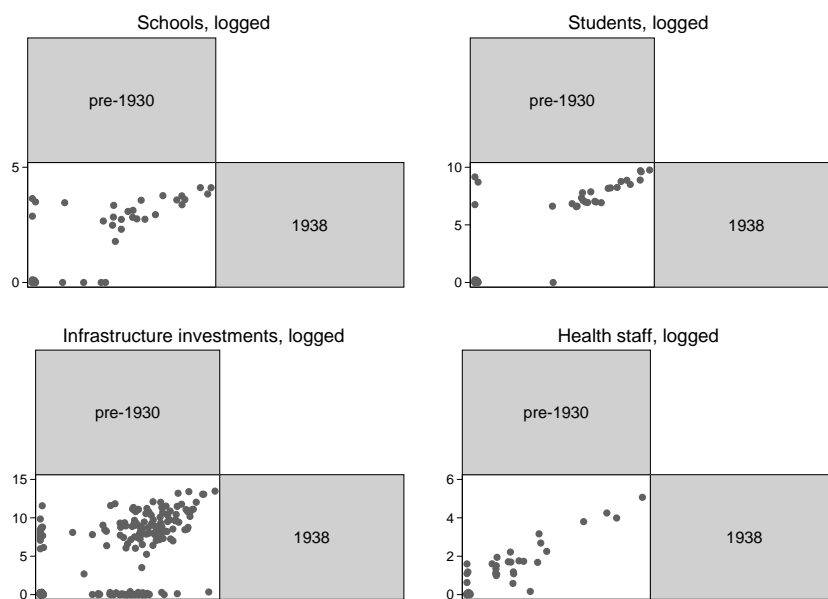 Schools, logged
Students, logged
pre-1930
pre-1930
5
0
1938
10
5
0
1938
Infrastructure investments, logged
Health staff, logged
pre-1930
pre-1930
15
10
5
0
1938
6
4
2
0
1938